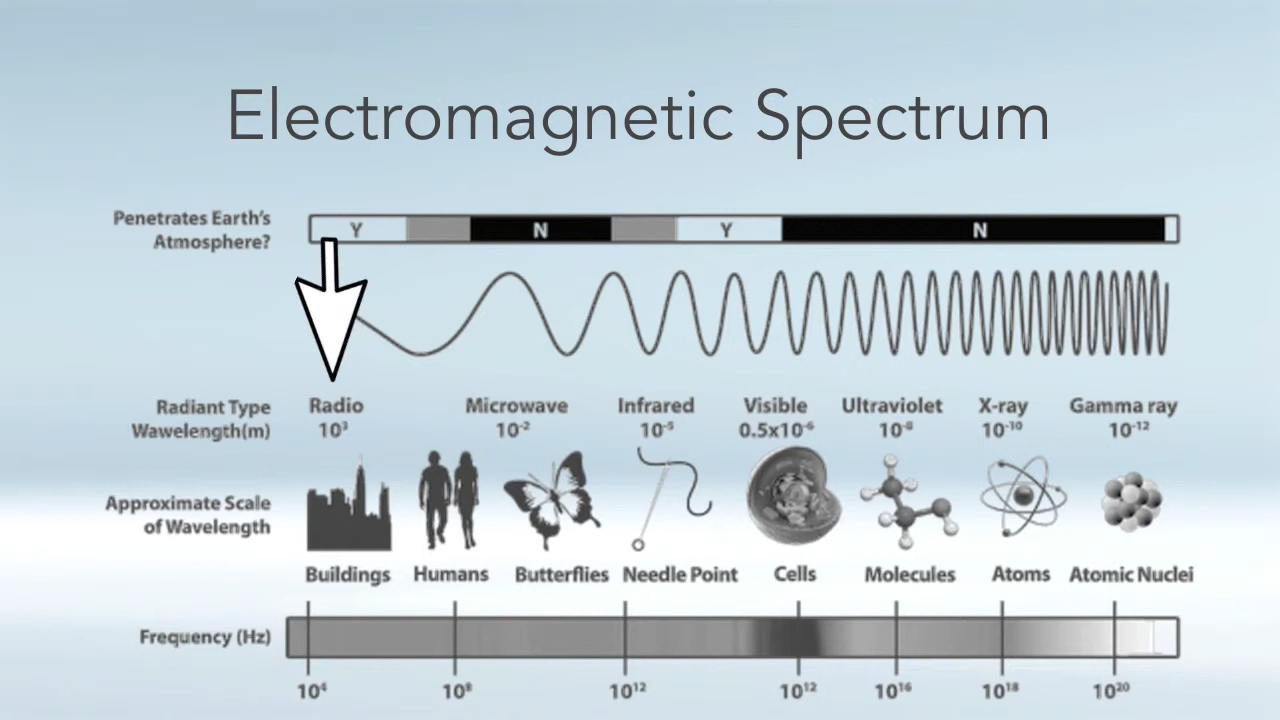 Electromagnetic Spectrum
Penetrates Earth's
Atmosphere?
Y N Y N
Radiant Type
Wawelength(m)
Radio Microwave Infrared Visible Ultraviolet X-ray Gamma ray
10³ 10⁻² 10⁻⁵ 0.5x10⁻⁶ 10⁻⁸ 10⁻¹⁰ 10⁻¹²
Approximate Scale
of Wavelength
Buildings Humans Butterflies Needle Point Cells Molecules Atoms Atomic Nuclei
Frequency (Hz)
10⁴ 10⁸ 10¹² 10¹² 10¹⁶ 10¹⁸ 10²⁰